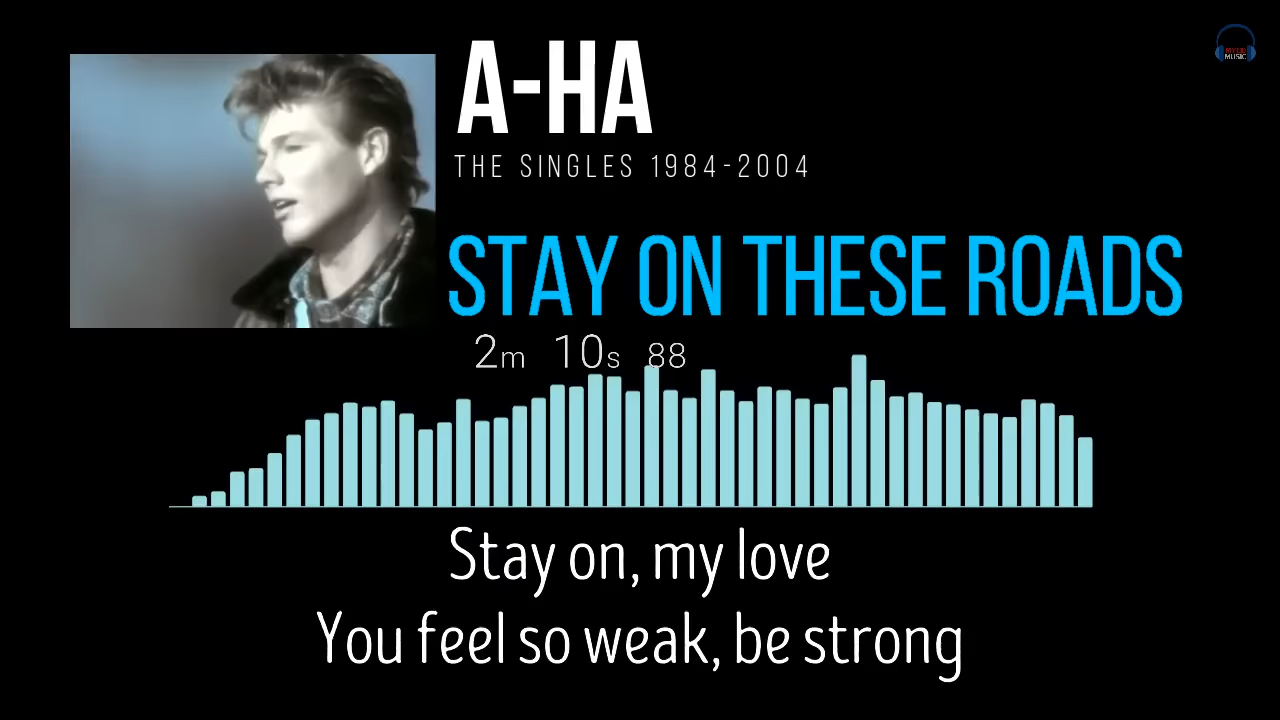 A-HA
THE SINGLES 1984-2004
STAY ON THESE ROADS
2m 10s 88
Stay on, my love
You feel so weak, be strong
MUSIC